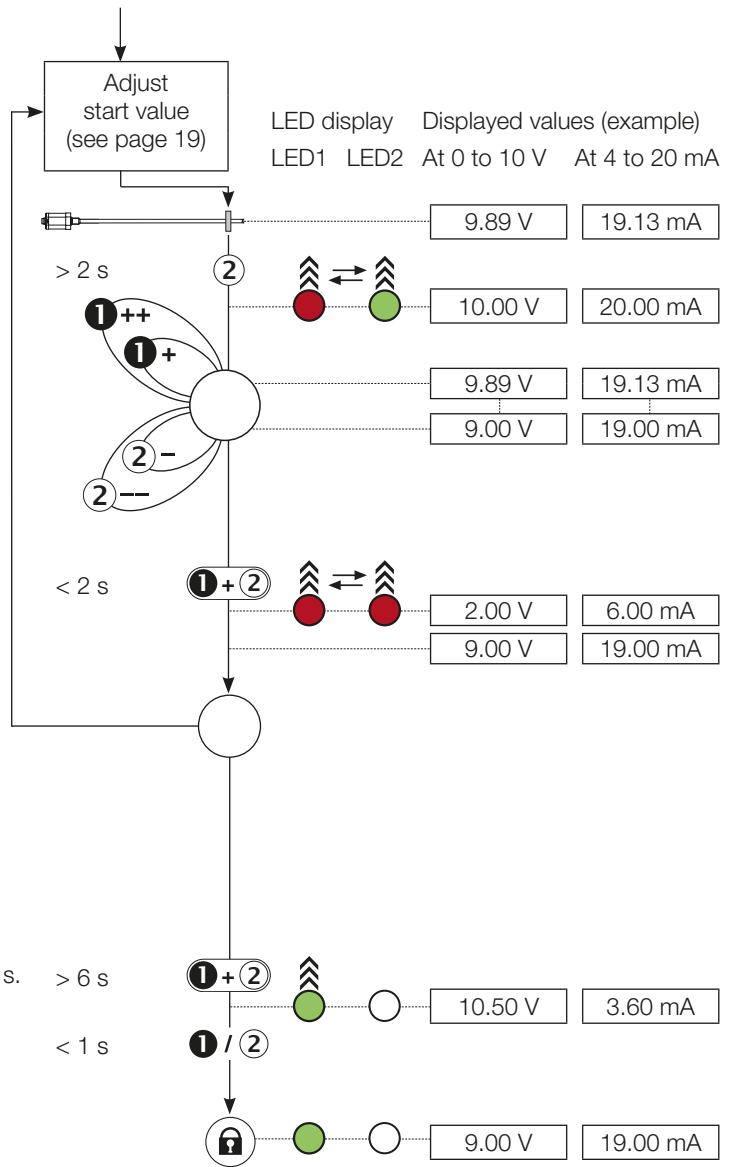 Adjust
start value
(see page 19)
LED display Displayed values (example)
LED1 LED2 At 0 to 10 V At 4 to 20 mA
9.89 V 19.13 mA
> 2 s 2
10.00 V 20.00 mA
1 ++
1 +
9.89 V 19.13 mA
9.00 V 19.00 mA
2 −
2 −−
< 2 s 1 + 2
2.00 V 6.00 mA
9.00 V 19.00 mA
s. > 6 s 1 + 2
10.50 V 3.60 mA
< 1 s 1 / 2
9.00 V 19.00 mA